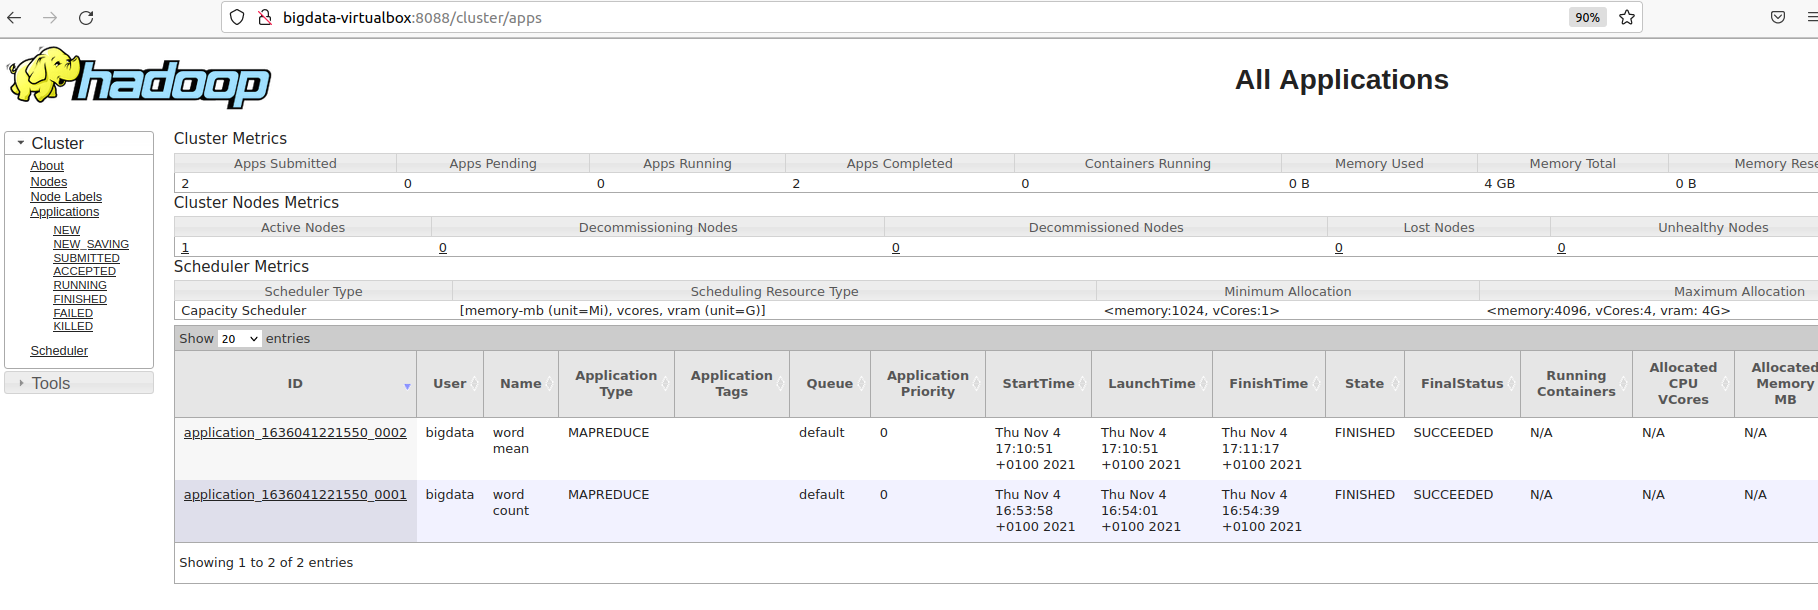 bigdata-virtualbox:8088/cluster/apps 90%
hadoop
All Applications
Cluster
About
Nodes
Node Labels
Applications
NEW
NEW_SAVING
SUBMITTED
ACCEPTED
RUNNING
FINISHED
FAILED
KILLED
Scheduler
Tools
Cluster Metrics
Apps Submitted Apps Pending Apps Running Apps Completed Containers Running Memory Used Memory Total Memory Rese
2 0 0 2 0 0 B 4 GB 0 B
Cluster Nodes Metrics
Active Nodes Decommissioning Nodes Decommissioned Nodes Lost Nodes Unhealthy Nodes
1 0 0 0 0
Scheduler Metrics
Scheduler Type Scheduling Resource Type Minimum Allocation Maximum Allocation
Capacity Scheduler [memory-mb (unit=Mi), vcores, vram (unit=G)] <memory:1024, vCores:1> <memory:4096, vCores:4, vram: 4G>
Show 20 entries
ID User Name Application Type Application Tags Queue Application Priority StartTime LaunchTime FinishTime State FinalStatus Running Containers Allocated CPU VCores Allocated Memory MB
application_1636041221550_0002 bigdata word mean MAPREDUCE default 0 Thu Nov 4 17:10:51 +0100 2021 Thu Nov 4 17:10:51 +0100 2021 Thu Nov 4 17:11:17 +0100 2021 FINISHED SUCCEEDED N/A N/A N/A
application_1636041221550_0001 bigdata word count MAPREDUCE default 0 Thu Nov 4 16:53:58 +0100 2021 Thu Nov 4 16:54:01 +0100 2021 Thu Nov 4 16:54:39 +0100 2021 FINISHED SUCCEEDED N/A N/A N/A
Showing 1 to 2 of 2 entries